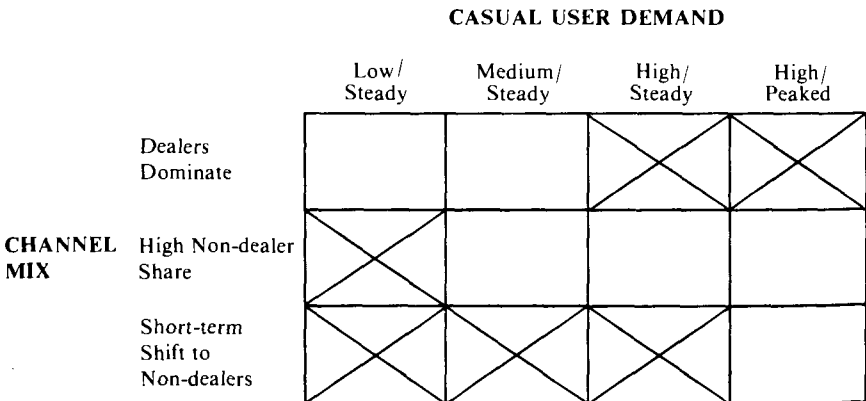 CASUAL USER DEMAND
Low/ Medium/ High/ High/
Steady Steady Steady Peaked
Dealers
Dominate
CHANNEL High Non-dealer
MIX Share
Short-term
Shift to
Non-dealers